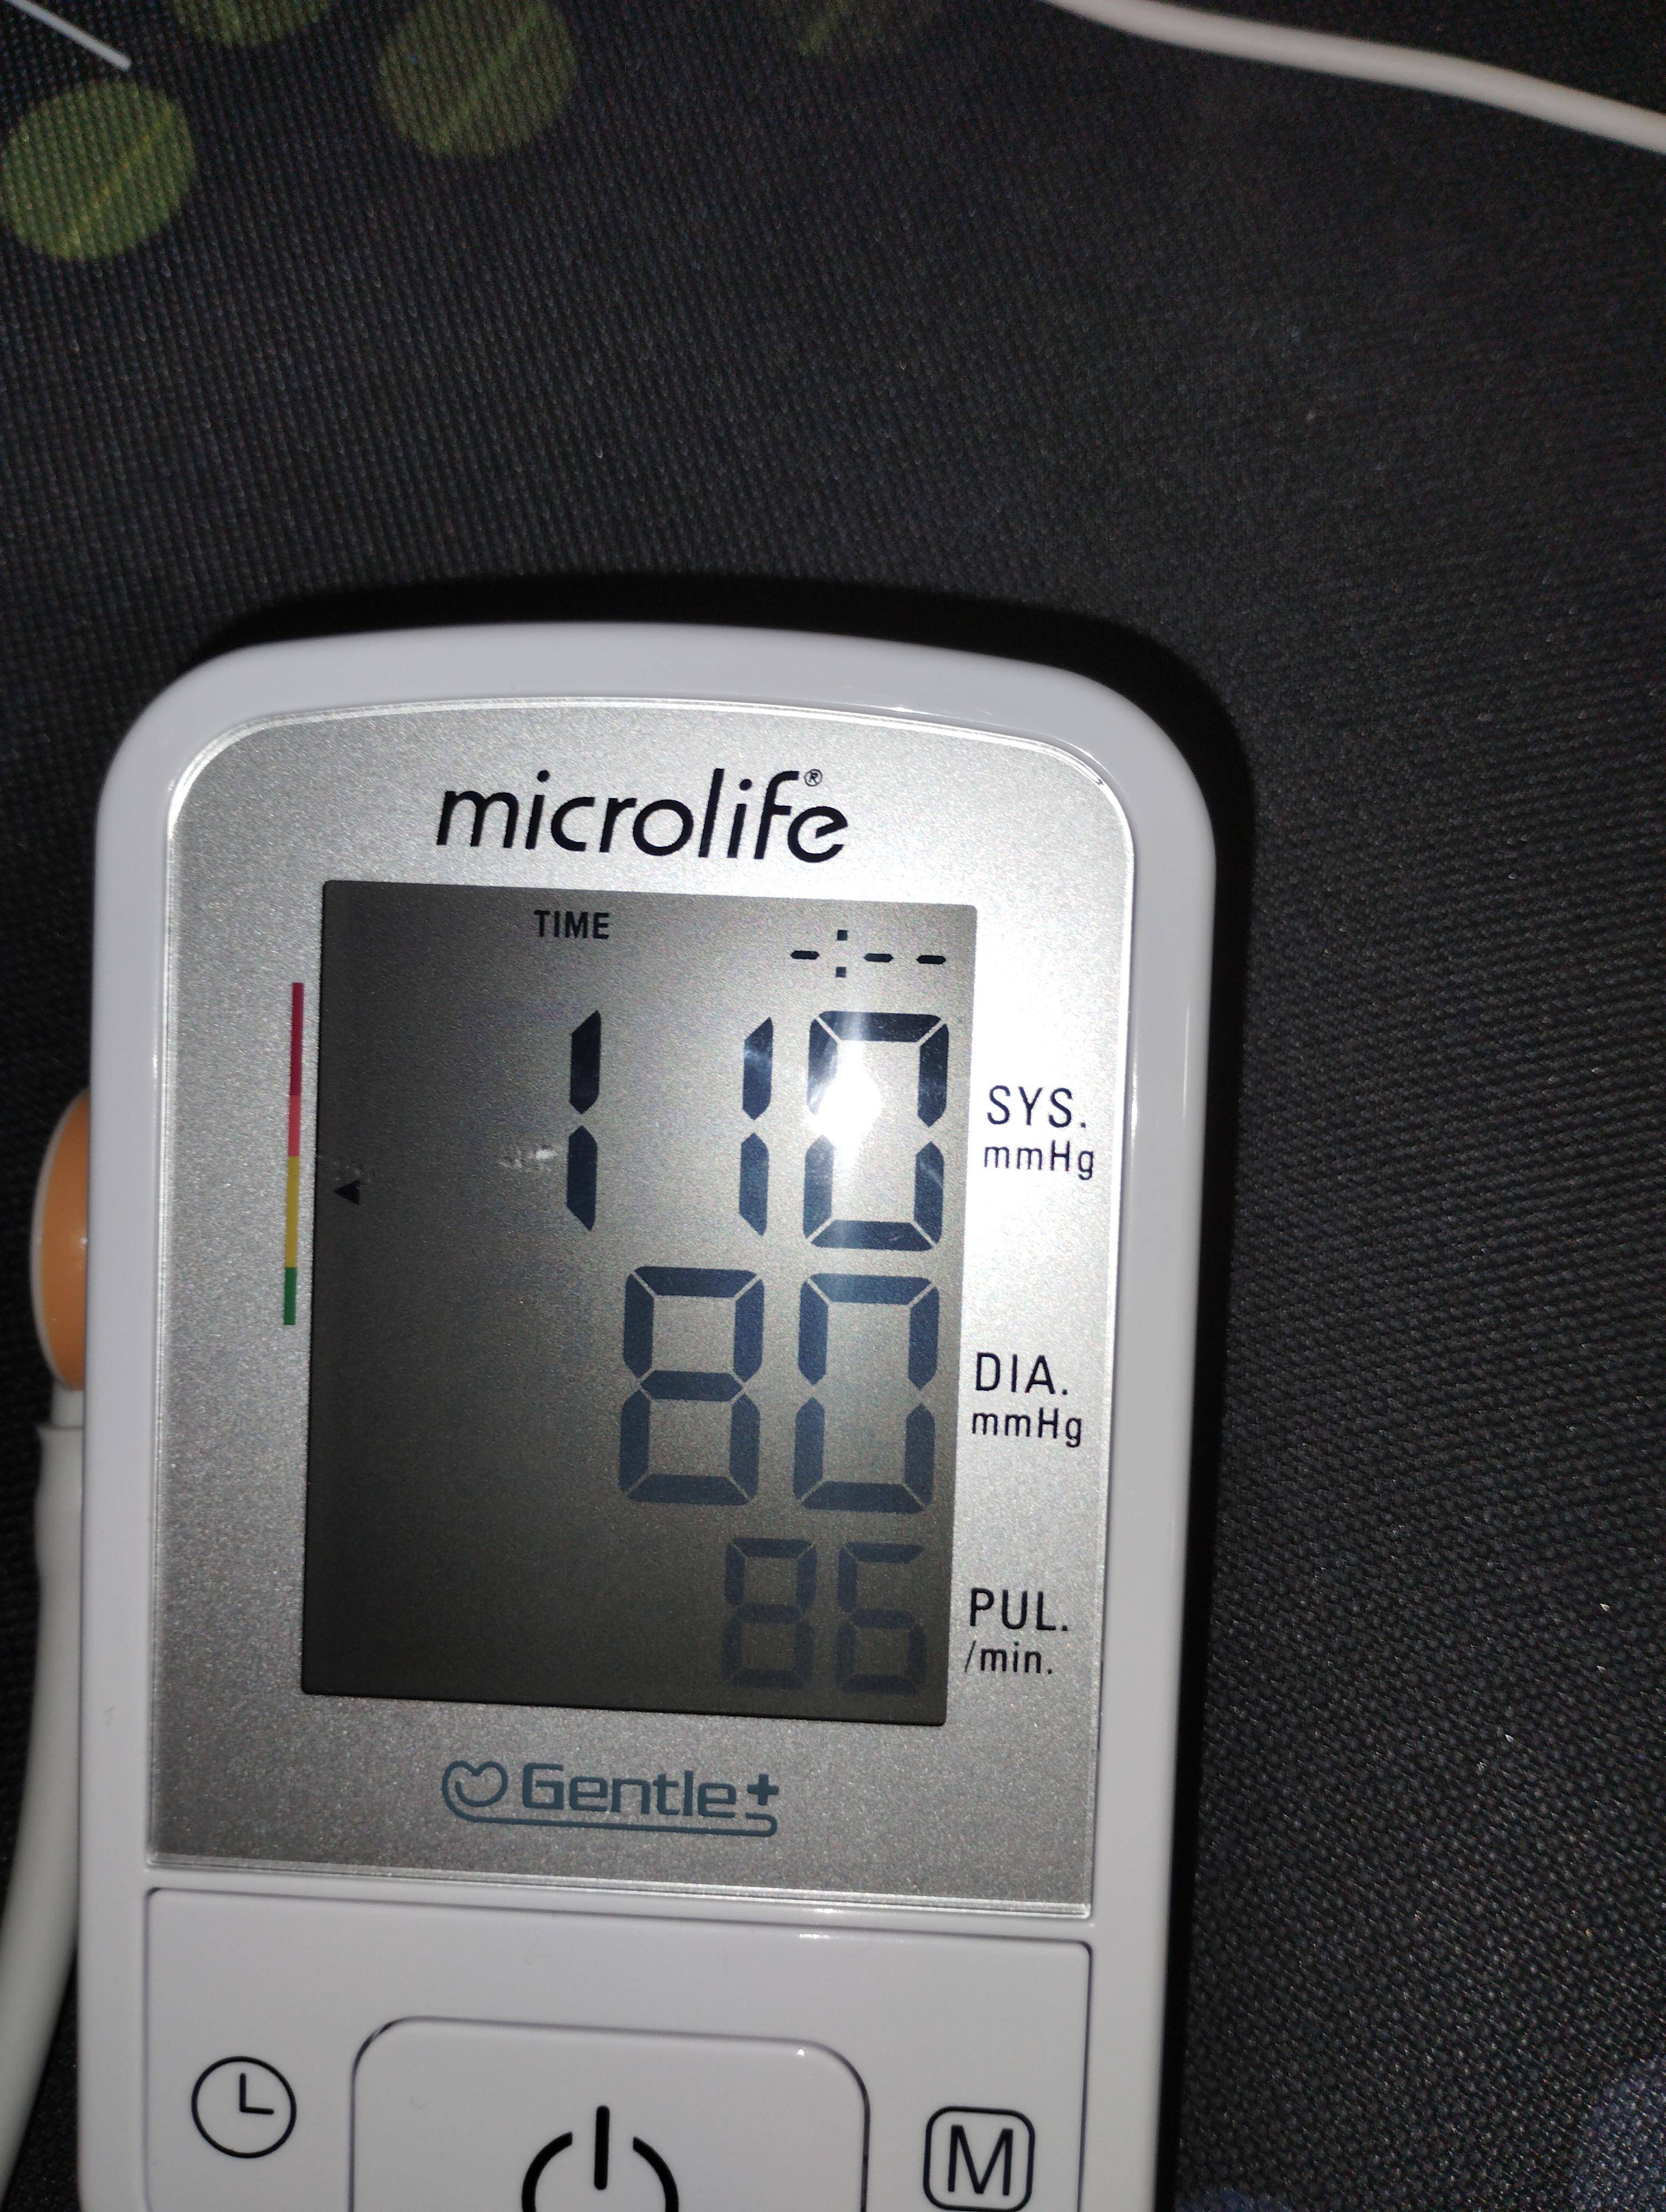 microlife®
TIME -:--
110 SYS. mmHg
80 DIA. mmHg
86 PUL. /min.
Gentle+
M